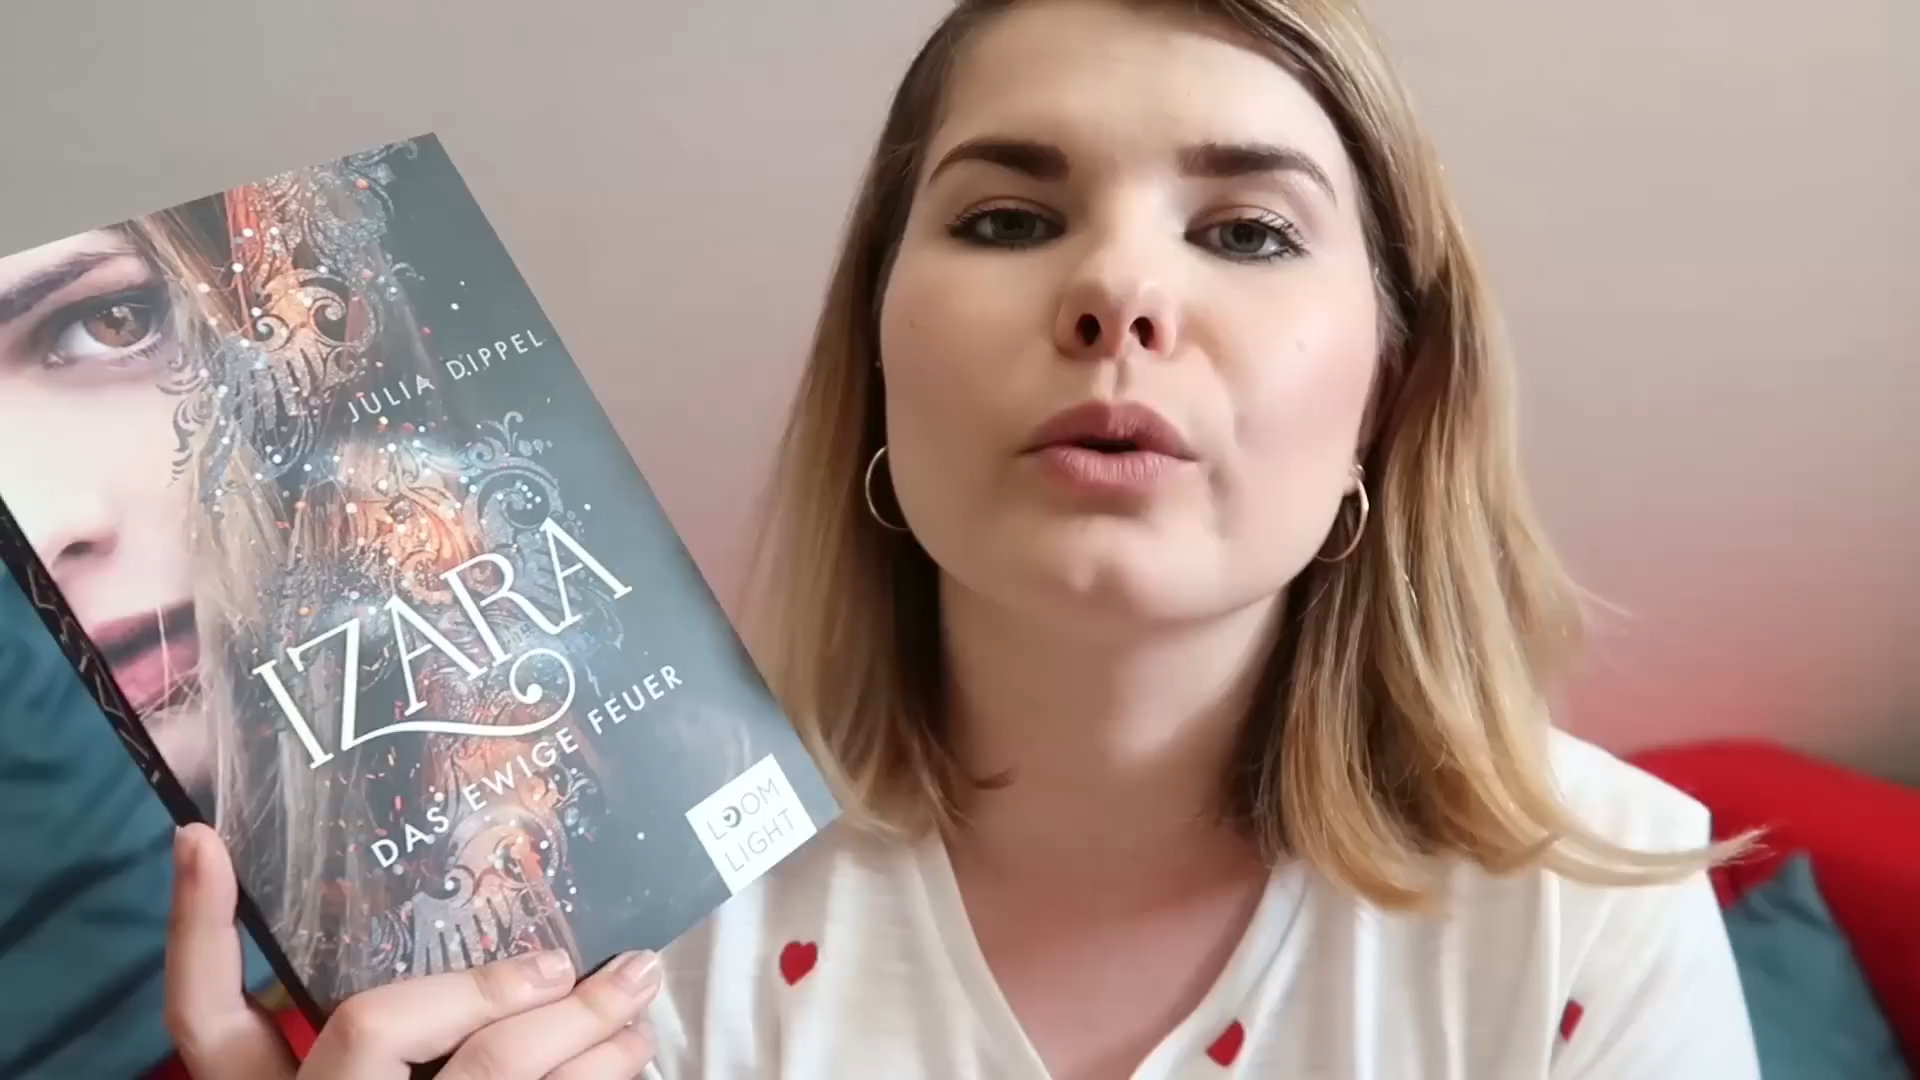 JULIA DIPPEL
IZARA
DAS EWIGE FEUER
LOOM
LIGHT